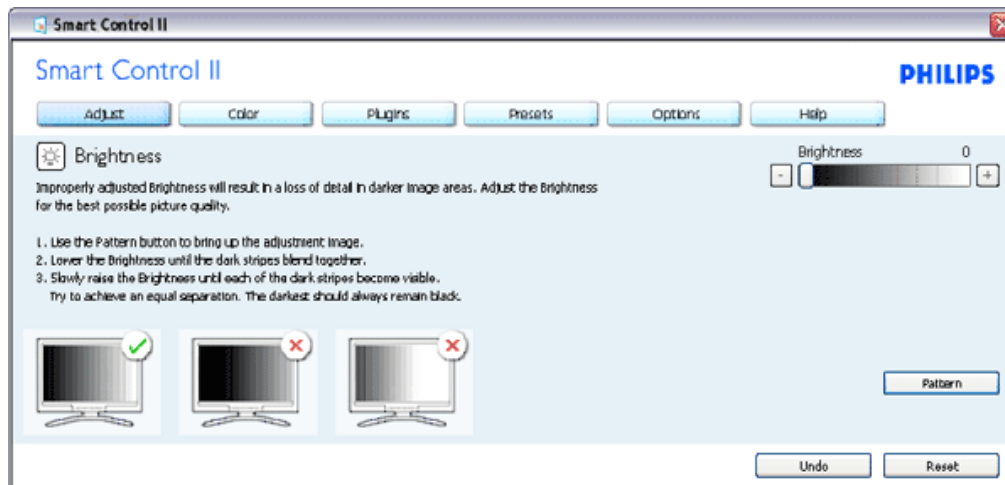 Smart Control II
Smart Control II
PHILIPS
Adjust Color Plugins Presets Options Help
Brightness
Brightness 0
Improperly adjusted Brightness will result in a loss of detail in darker image areas. Adjust the Brightness
for the best possible picture quality.
1. Use the Pattern button to bring up the adjustment image.
2. Lower the Brightness until the dark stripes blend together.
3. Slowly raise the Brightness until each of the dark stripes become visible.
Try to achieve an equal separation. The darkest should always remain black.
- +
Pattern
Undo Reset